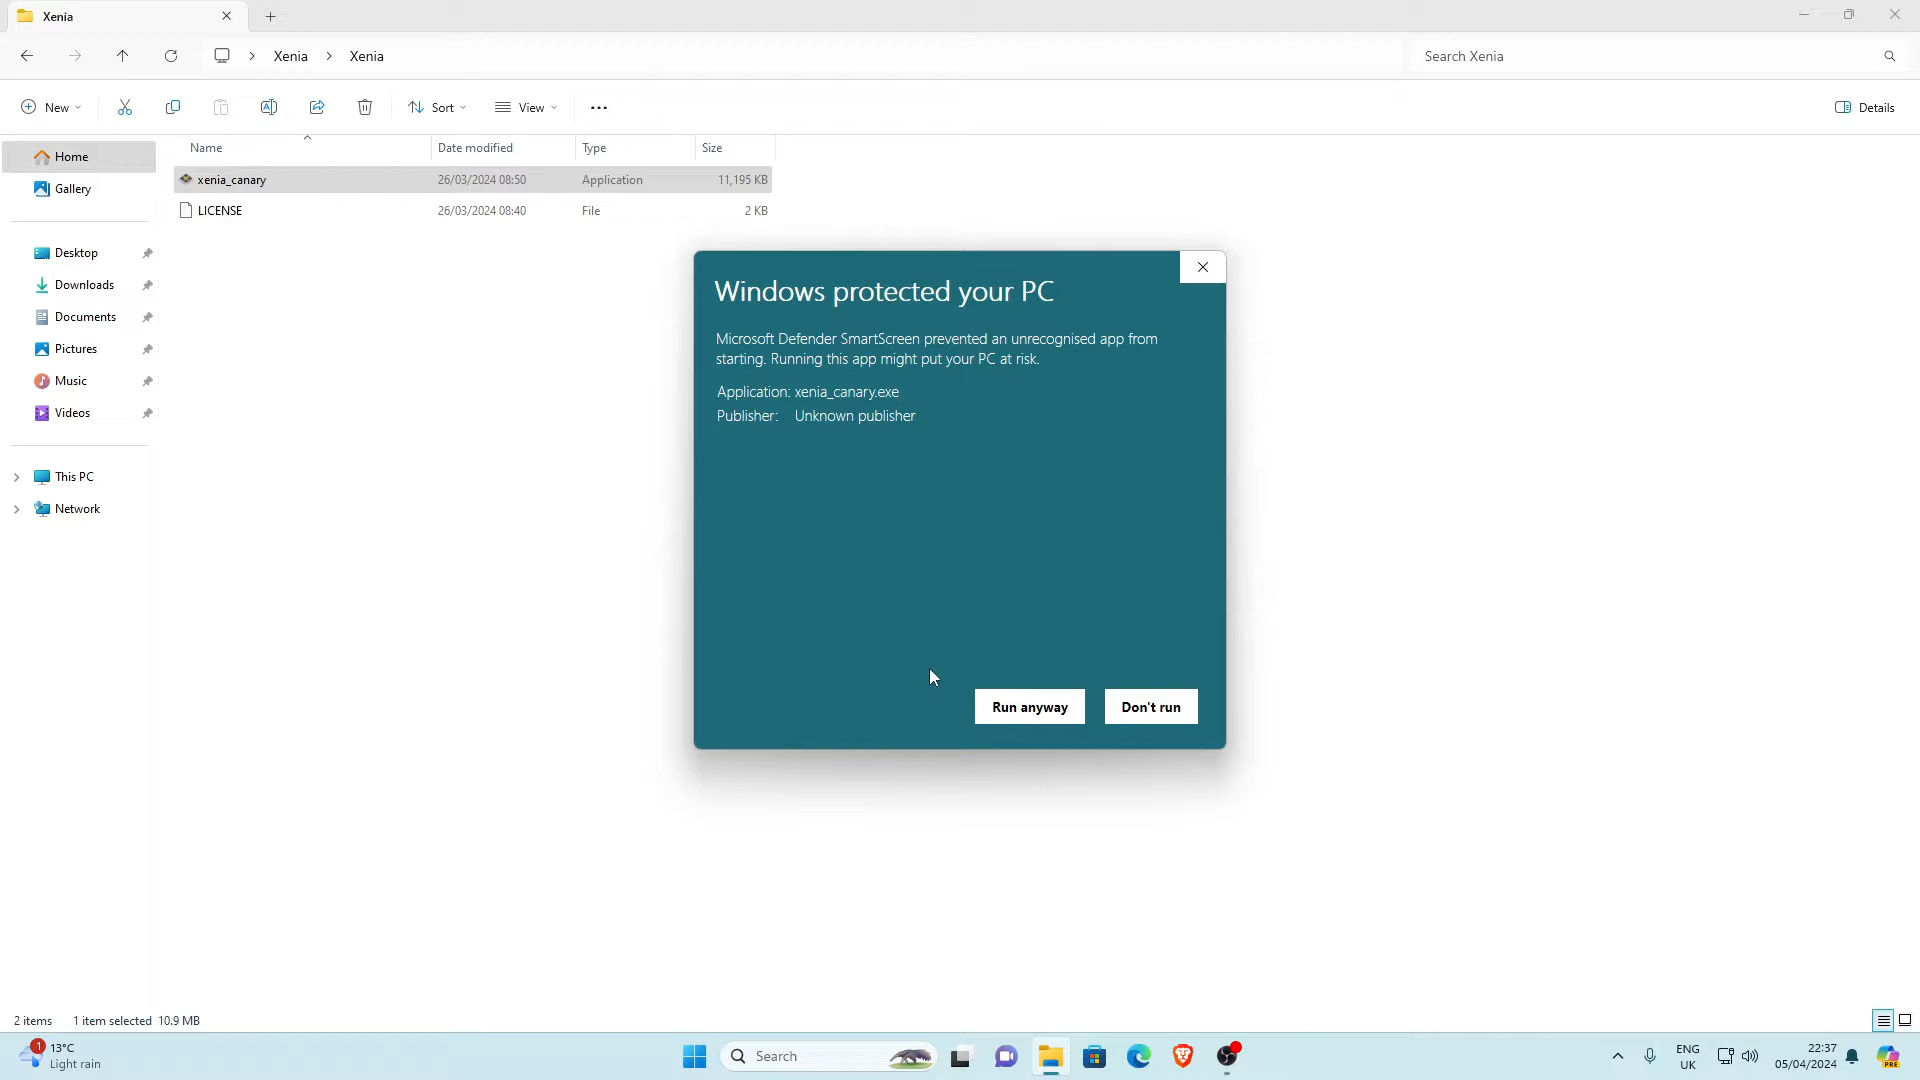 Xenia
Xenia
Xenia
Search Xenia
New
Sort
View
Details
Name
Date modified
Type
Size
xenia_canary
26/03/2024 08:50
Application
11,195 KB
LICENSE
26/03/2024 08:40
File
2 KB
Home
Gallery
Desktop
Downloads
Documents
Pictures
Music
Videos
This PC
Network
Windows protected your PC
Microsoft Defender SmartScreen prevented an unrecognised app from
starting. Running this app might put your PC at risk.
Application: xenia_canary.exe
Publisher: Unknown publisher
Run anyway
Don't run
2 items
1 item selected 10.9 MB
1
13°C
Light rain
Search
ENG
UK
22:37
05/04/2024
PRE